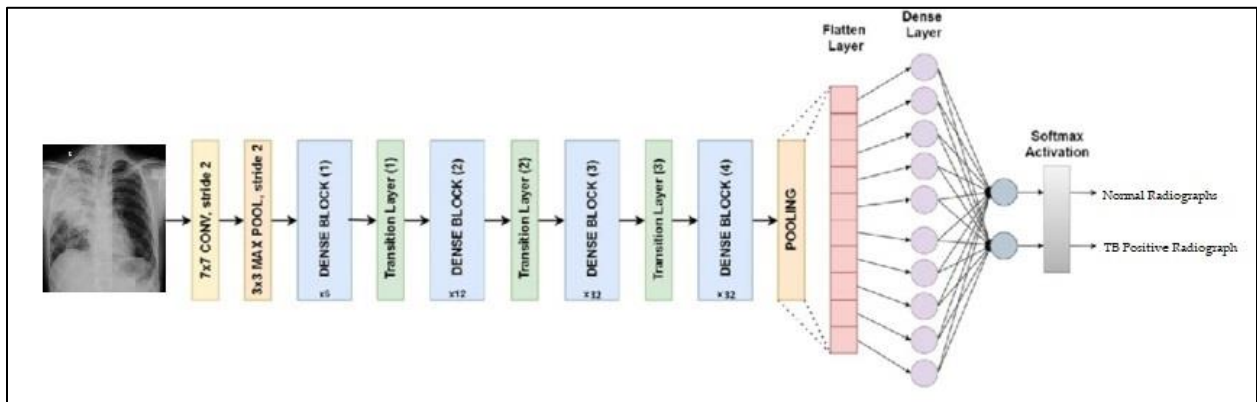 7x7 CONV, stride 2
3x3 MAX POOL, stride 2
DENSE BLOCK (1)
Transition Layer (1)
DENSE BLOCK (2)
x12
Transition Layer (2)
DENSE BLOCK (3)
x32
Transition Layer (3)
DENSE BLOCK (4)
x32
POOLING
Flatten
Layer
Dense
Layer
Softmax
Activation
Normal Radiographs
TB Positive Radiograph